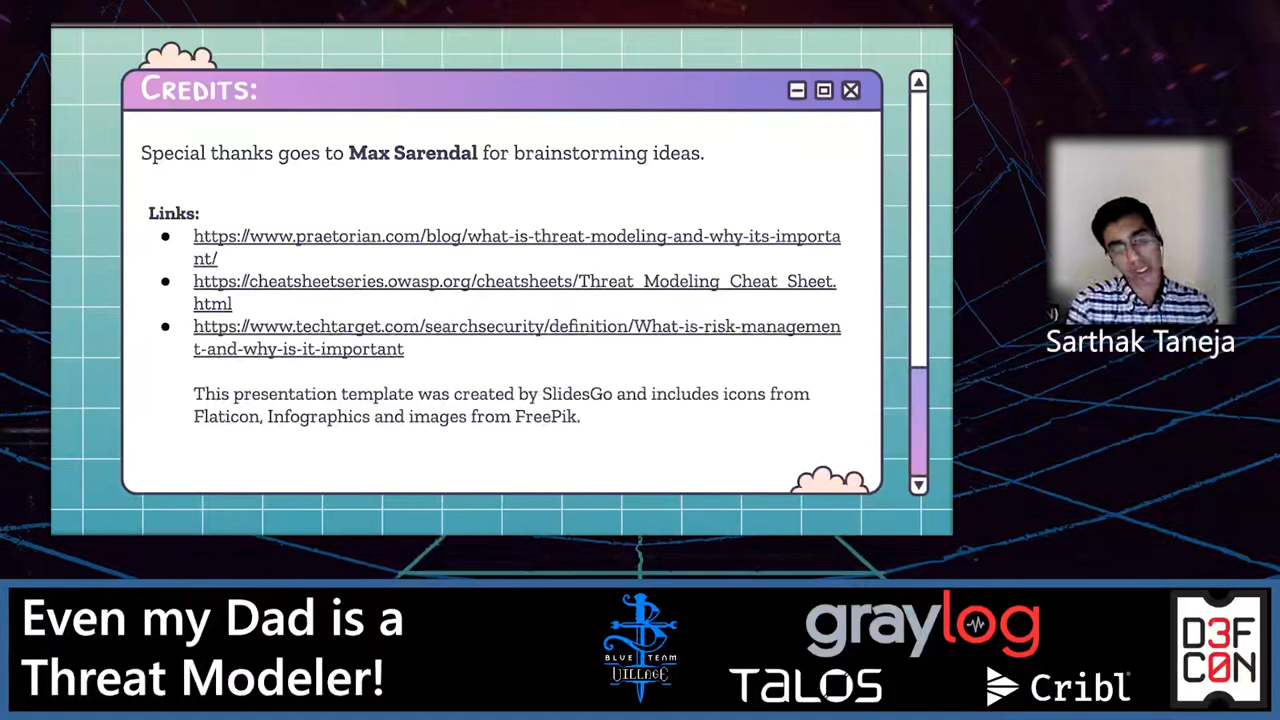 CREDITS:
Special thanks goes to Max Sarendal for brainstorming ideas.
Links:
● https://www.praetorian.com/blog/what-is-threat-modeling-and-why-its-importa
nt/
● https://cheatsheetseries.owasp.org/cheatsheets/Threat_Modeling_Cheat_Sheet.
html
● https://www.techtarget.com/searchsecurity/definition/What-is-risk-managemen
t-and-why-is-it-important
This presentation template was created by SlidesGo and includes icons from
Flaticon, Infographics and images from FreePik.
Sarthak Taneja
Even my Dad is a
Threat Modeler!
BLUE TEAM
VILLAGE
graylog
TALOS
Cribl
D3F
C0N